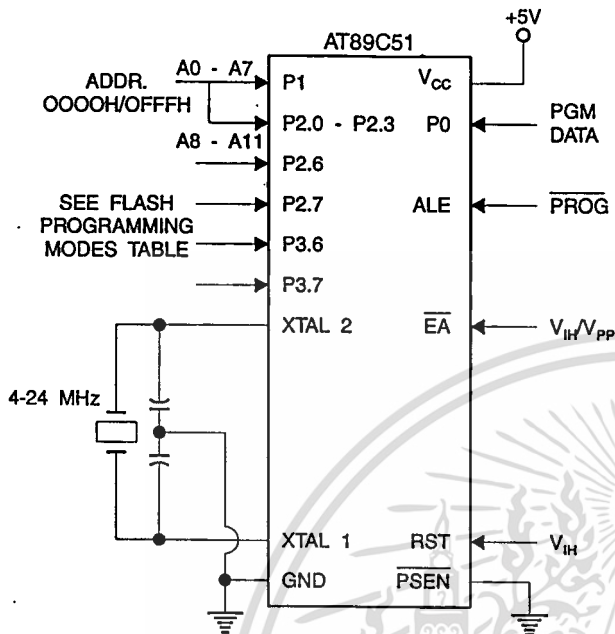 +5V
AT89C51
A0 - A7
ADDR.
OOOOH/OFFFH
P1
VCC
P2.0 - P2.3
P0
PGM
DATA
A8 - A11
P2.6
SEE FLASH
PROGRAMMING
MODES TABLE
P2.7
ALE
PROG
P3.6
P3.7
XTAL 2
EA
VIH/VPP
4-24 MHz
XTAL 1
RST
VIH
GND
PSEN